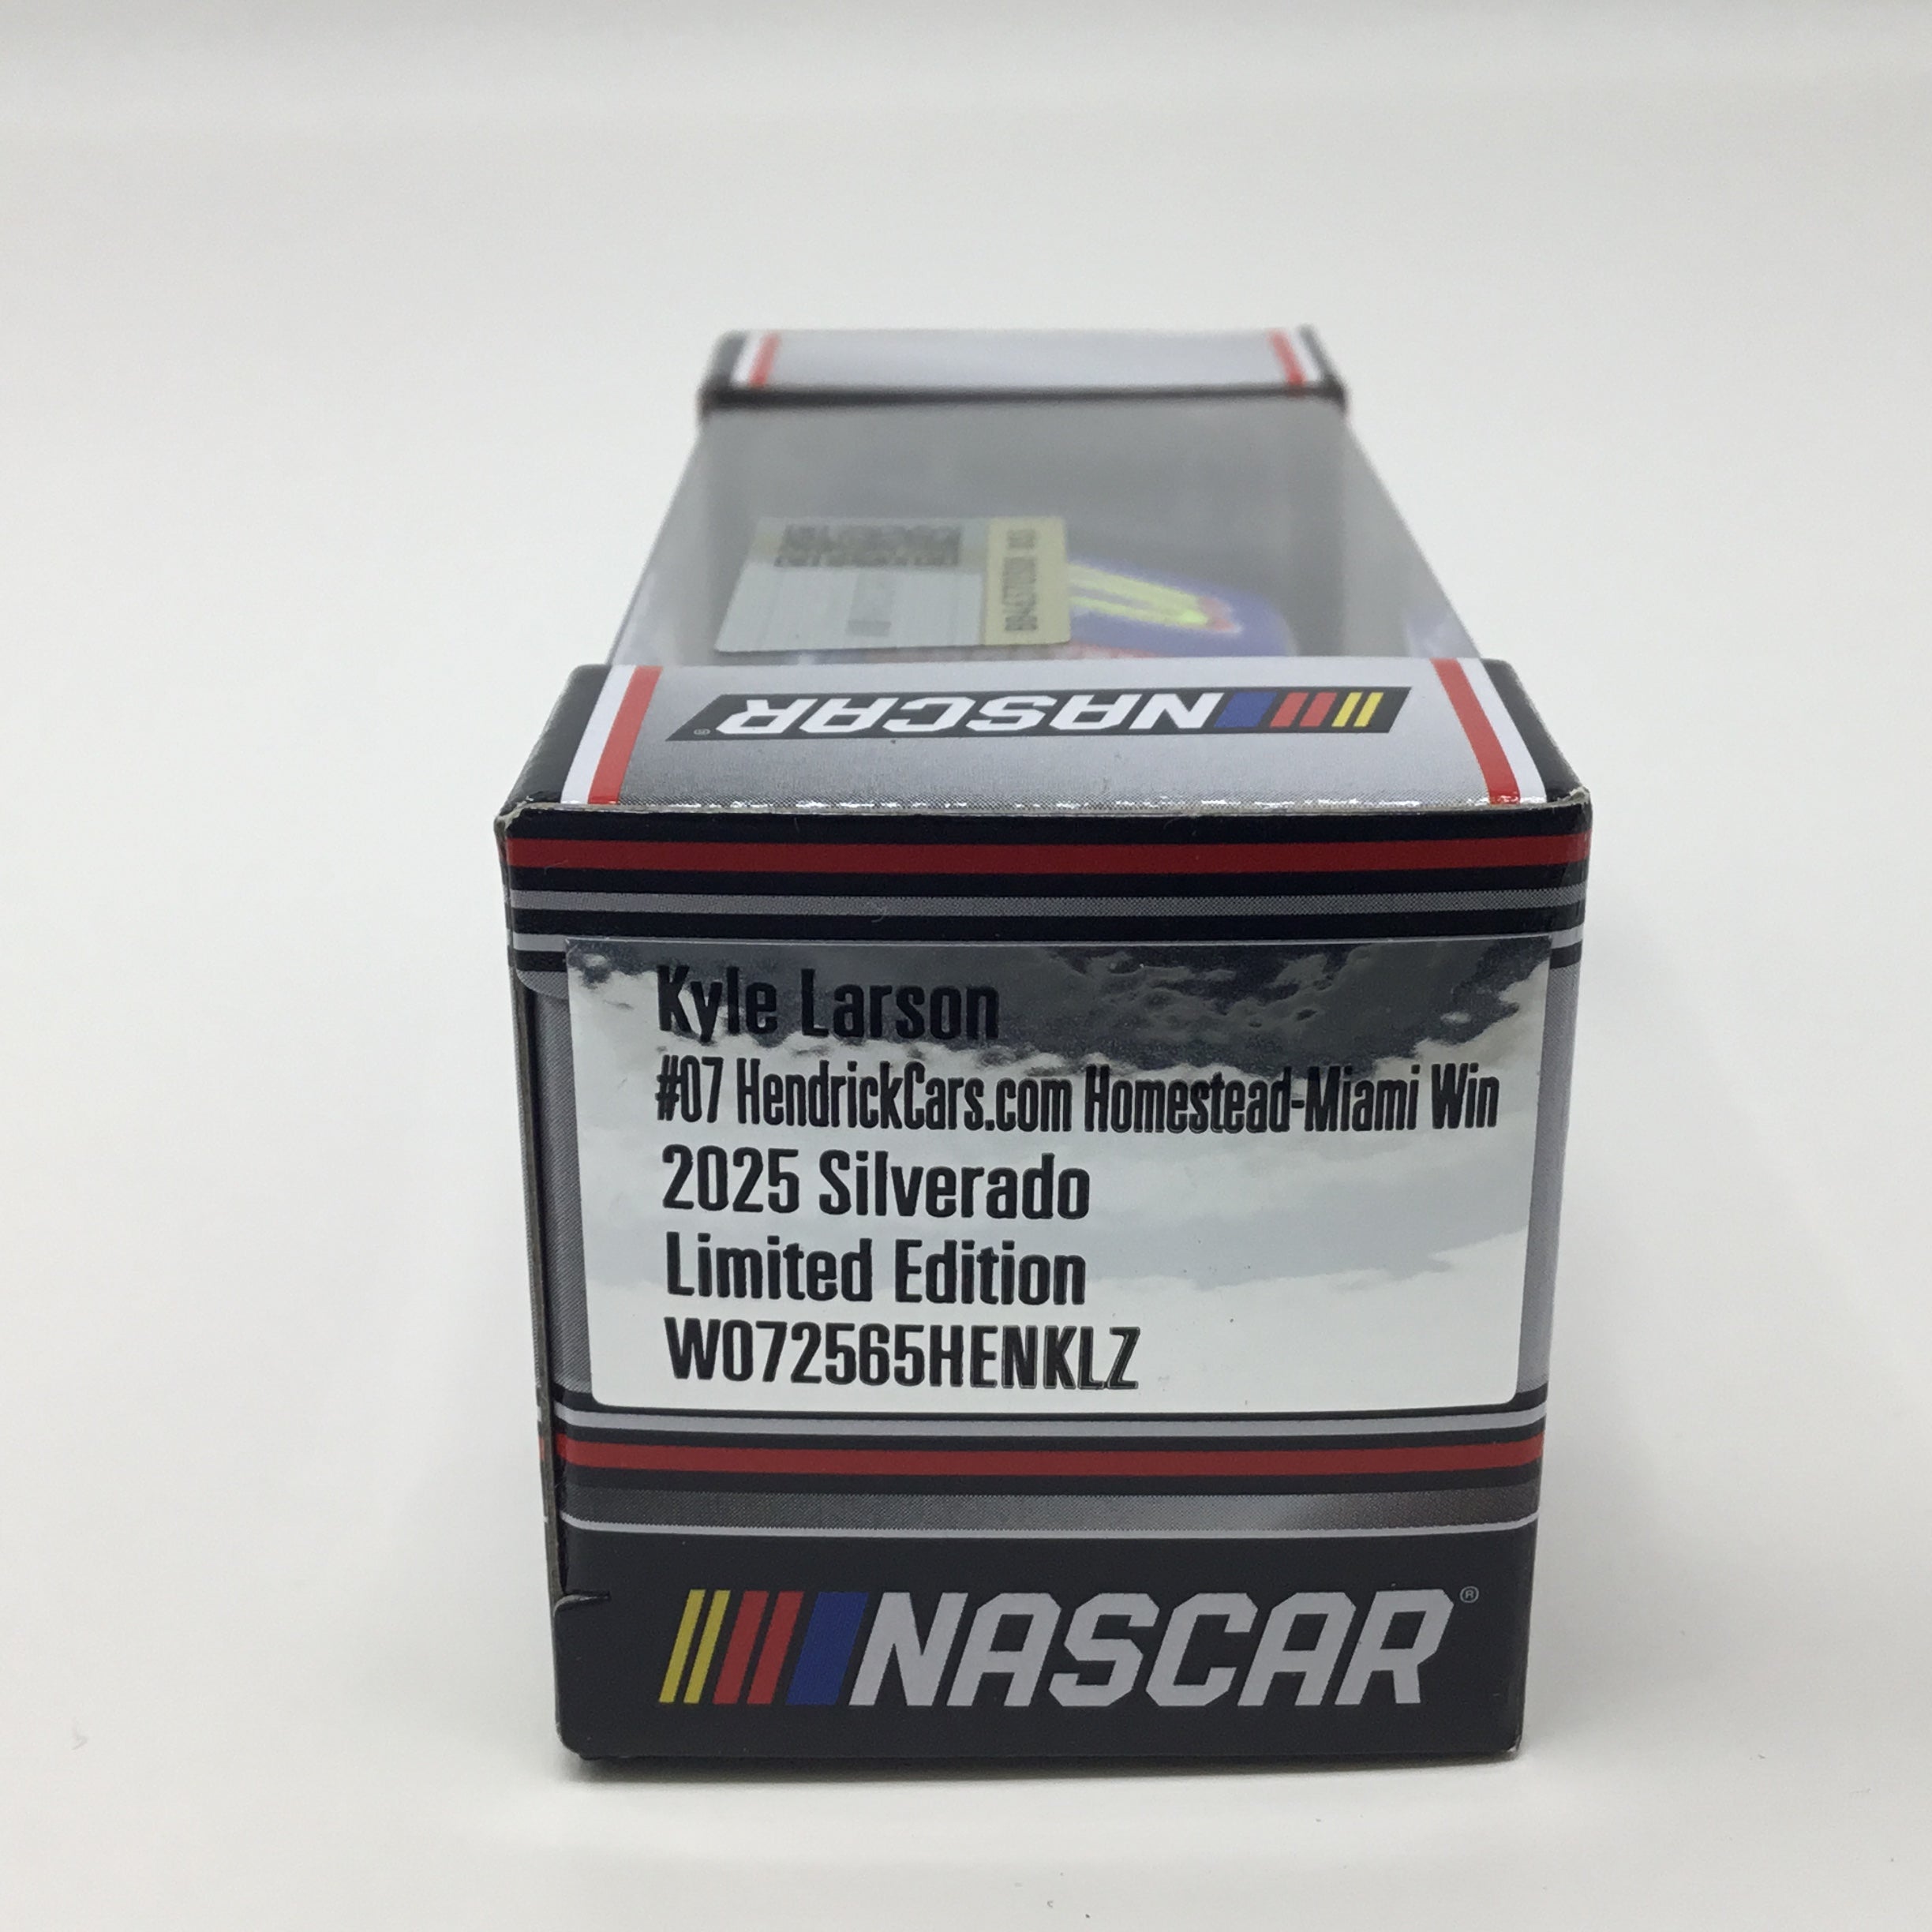 NASCAR®
Kyle Larson
#07 HendrickCars.com Homestead-Miami Win
2025 Silverado
Limited Edition
W072565HENKLZ
NASCAR®